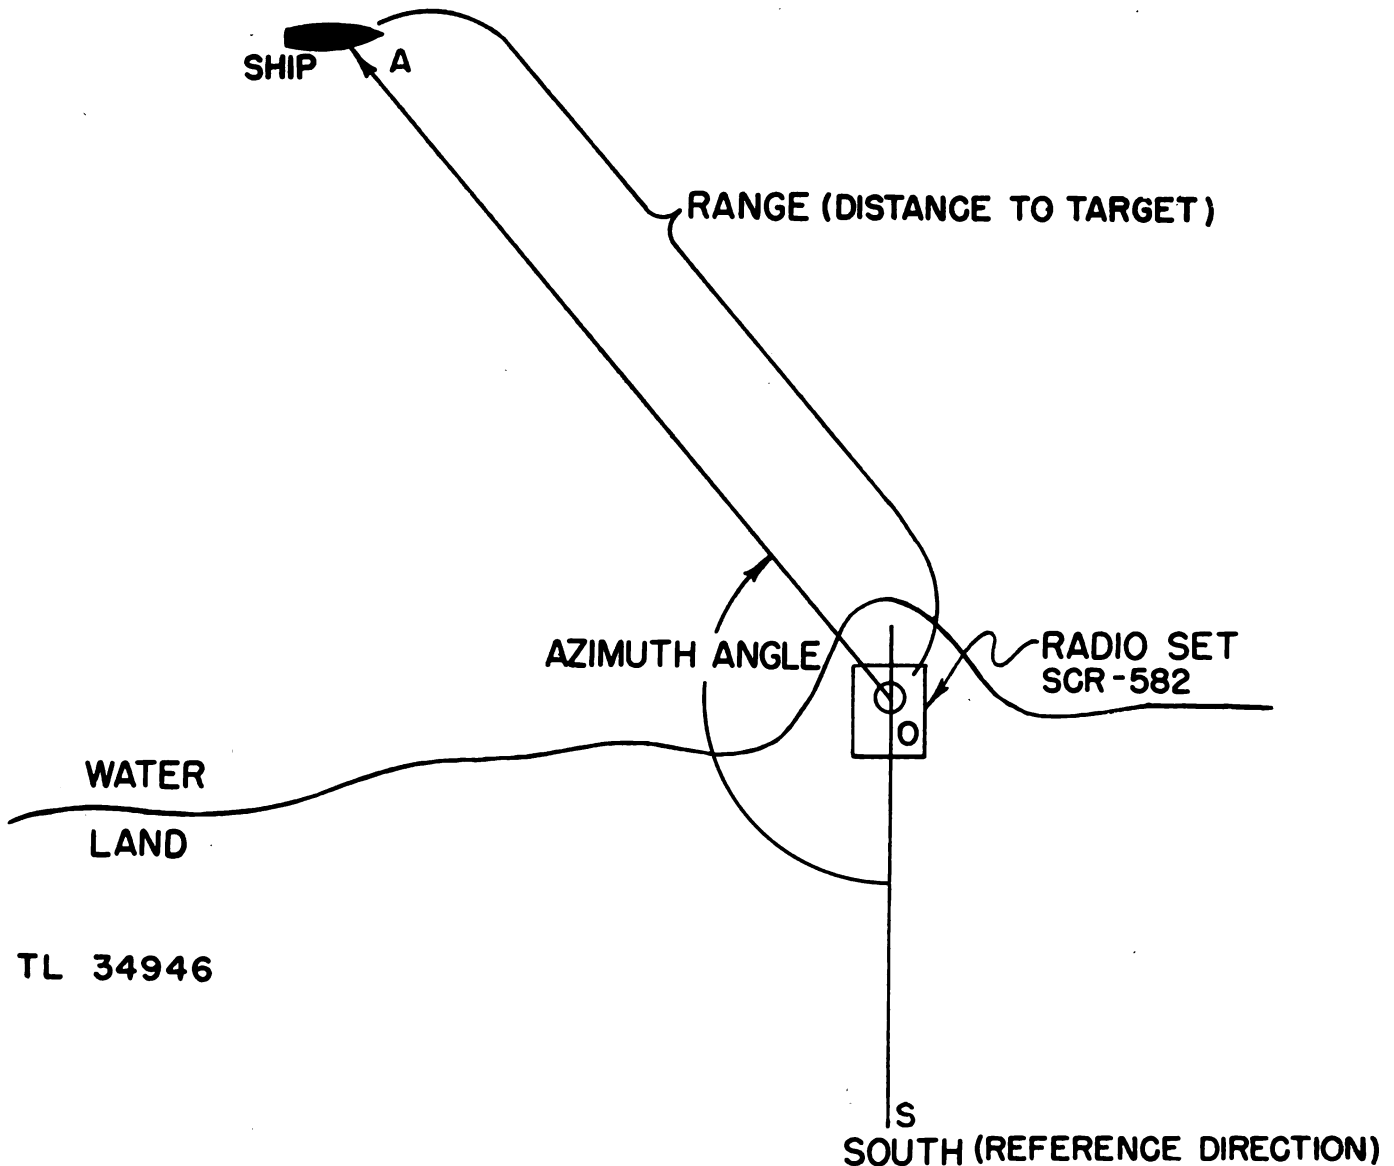 SHIP
A
RANGE (DISTANCE TO TARGET)
AZIMUTH ANGLE
RADIO SET
SCR-582
O
WATER
LAND
TL 34946
S
SOUTH (REFERENCE DIRECTION)